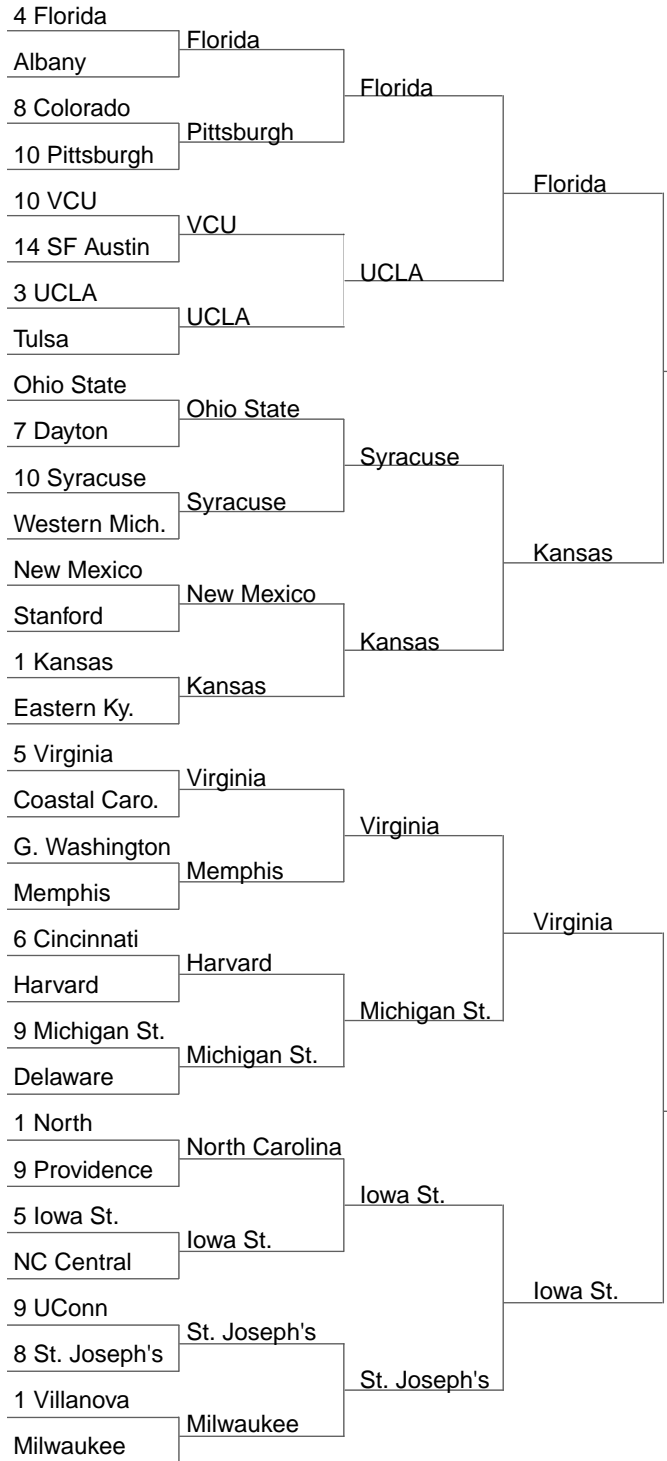 4 Florida
Albany
8 Colorado
10 Pittsburgh
10 VCU
14 SF Austin
3 UCLA
Tulsa
Ohio State
7 Dayton
10 Syracuse
Western Mich.
New Mexico
Stanford
1 Kansas
Eastern Ky.
5 Virginia
Coastal Caro.
G. Washington
Memphis
6 Cincinnati
Harvard
9 Michigan St.
Delaware
1 North
9 Providence
5 Iowa St.
NC Central
9 UConn
8 St. Joseph's
1 Villanova
Milwaukee
Florida
Pittsburgh
VCU
UCLA
Ohio State
Syracuse
New Mexico
Kansas
Virginia
Memphis
Harvard
Michigan St.
North Carolina
Iowa St.
St. Joseph's
Milwaukee
Florida
UCLA
Syracuse
Kansas
Virginia
Michigan St.
Iowa St.
St. Joseph's
Florida
Kansas
Virginia
Iowa St.